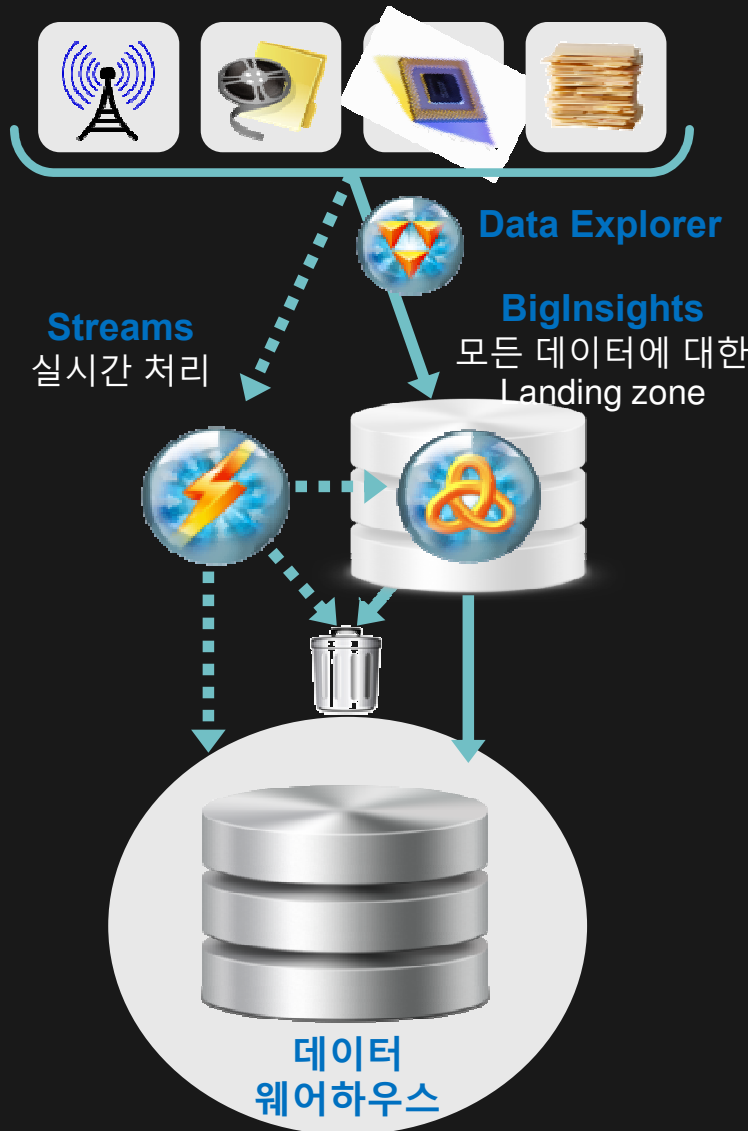 Data Explorer
BigInsights
모든 데이터에 대한
Landing zone
Streams
실시간 처리
데이터
웨어하우스